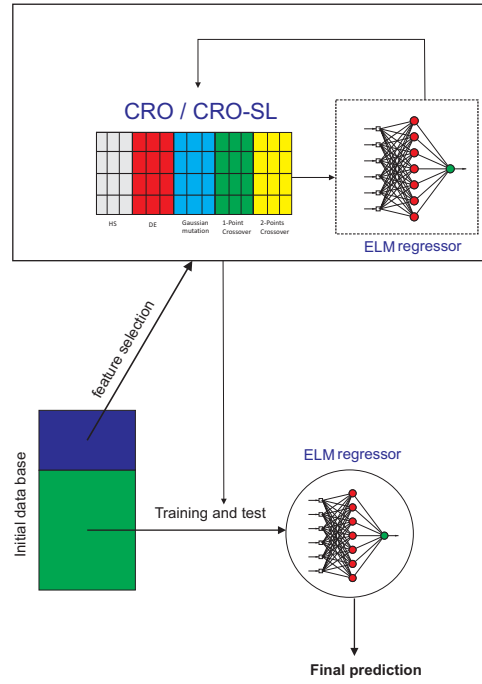 CRO / CRO-SL
HS
DE
Gaussian
mutation
1-Point
Crossover
2-Points
Crossover
ELM regressor
feature selection
Initial data base
Training and test
ELM regressor
Final prediction